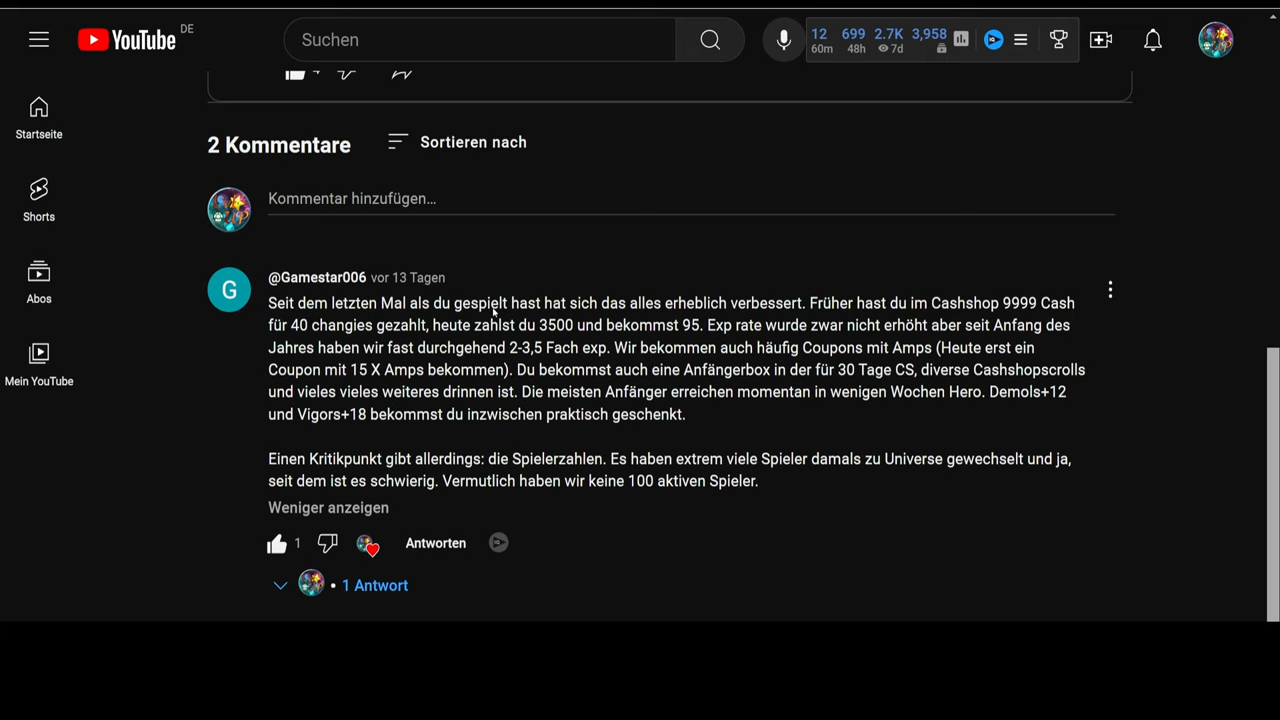 YouTube DE
Suchen
12 699 2.7K 3,958
60m 48h 7d
Startseite
Shorts
Abos
Mein YouTube
2 Kommentare
Sortieren nach
Kommentar hinzufügen...
G
@Gamestar006 vor 13 Tagen
Seit dem letzten Mal als du gespielt hast hat sich das alles erheblich verbessert. Früher hast du im Cashshop 9999 Cash
für 40 changies gezahlt, heute zahlst du 3500 und bekommst 95. Exp rate wurde zwar nicht erhöht aber seit Anfang des
Jahres haben wir fast durchgehend 2-3,5 Fach exp. Wir bekommen auch häufig Coupons mit Amps (Heute erst ein
Coupon mit 15 X Amps bekommen). Du bekommst auch eine Anfängerbox in der für 30 Tage CS, diverse Cashshopscrolls
und vieles vieles weiteres drinnen ist. Die meisten Anfänger erreichen momentan in wenigen Wochen Hero. Demols+12
und Vigors+18 bekommst du inzwischen praktisch geschenkt.
Einen Kritikpunkt gibt allerdings: die Spielerzahlen. Es haben extrem viele Spieler damals zu Universe gewechselt und ja,
seit dem ist es schwierig. Vermutlich haben wir keine 100 aktiven Spieler.
Weniger anzeigen
1
Antworten
• 1 Antwort